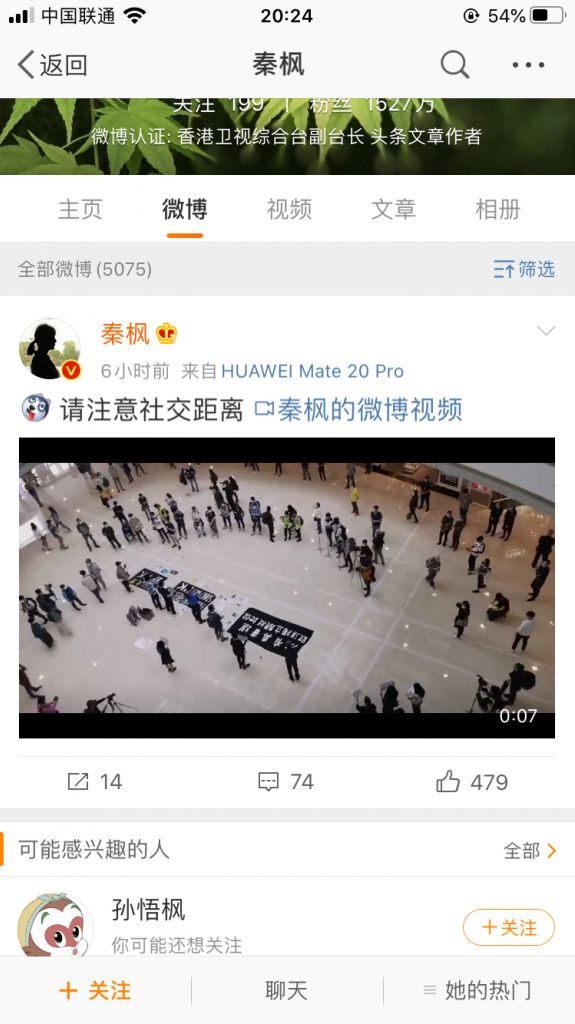 中国联通 20:24 54%
返回 秦枫
关注 199 | 粉丝 1527万
微博认证: 香港卫视综合台副台长 头条文章作者
主页 微博 视频 文章 相册
全部微博(5075) 筛选
秦枫
6小时前 来自HUAWEI Mate 20 Pro
请注意社交距离 秦枫的微博视频
0:07
14 74 479
可能感兴趣的人 全部
孙悟枫
你可能还想关注
+关注
+ 关注 聊天 她的热门